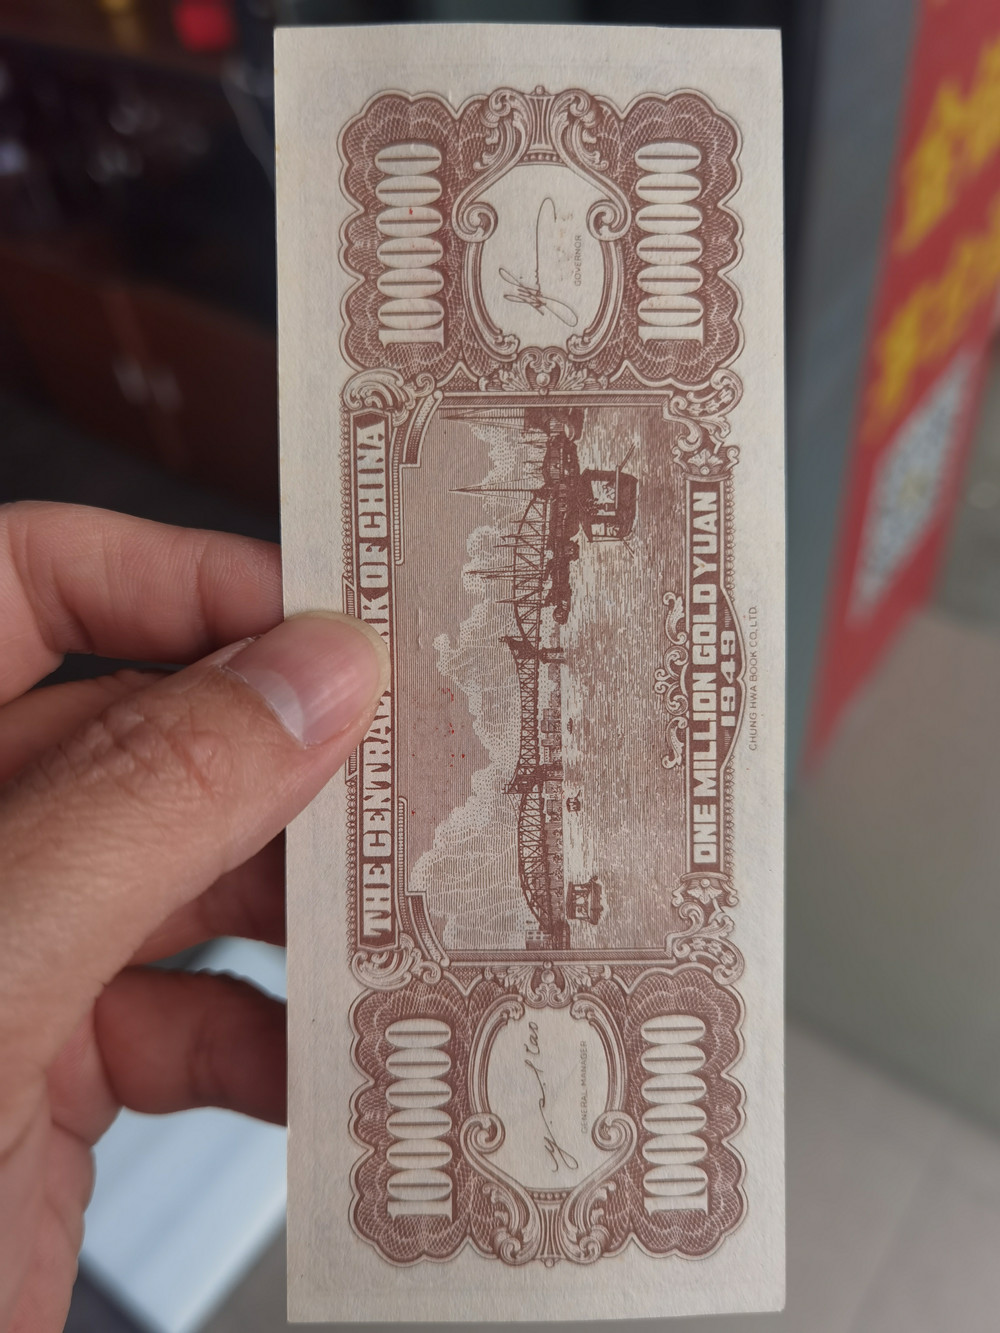 THE CENTRAL OF CHINA
1000000
1000000
GENERAL MANAGER
GOVERNOR
1000000
1000000
ONE MILLION GOLD YUAN
1949
CHUNG HWA BOOK CO., LTD.